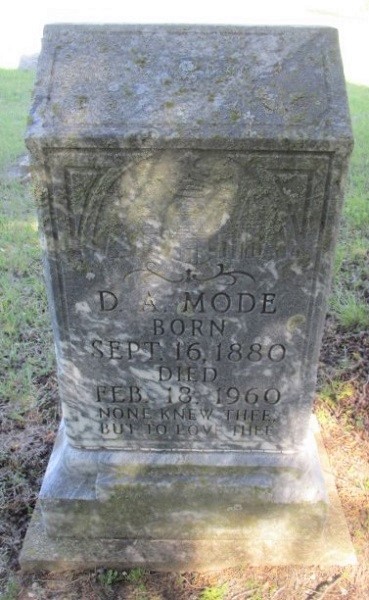 D. A. MODE
BORN
SEPT. 16, 1880
DIED
FEB. 18, 1960
NONE KNEW THEE,
BUT TO LOVE THEE